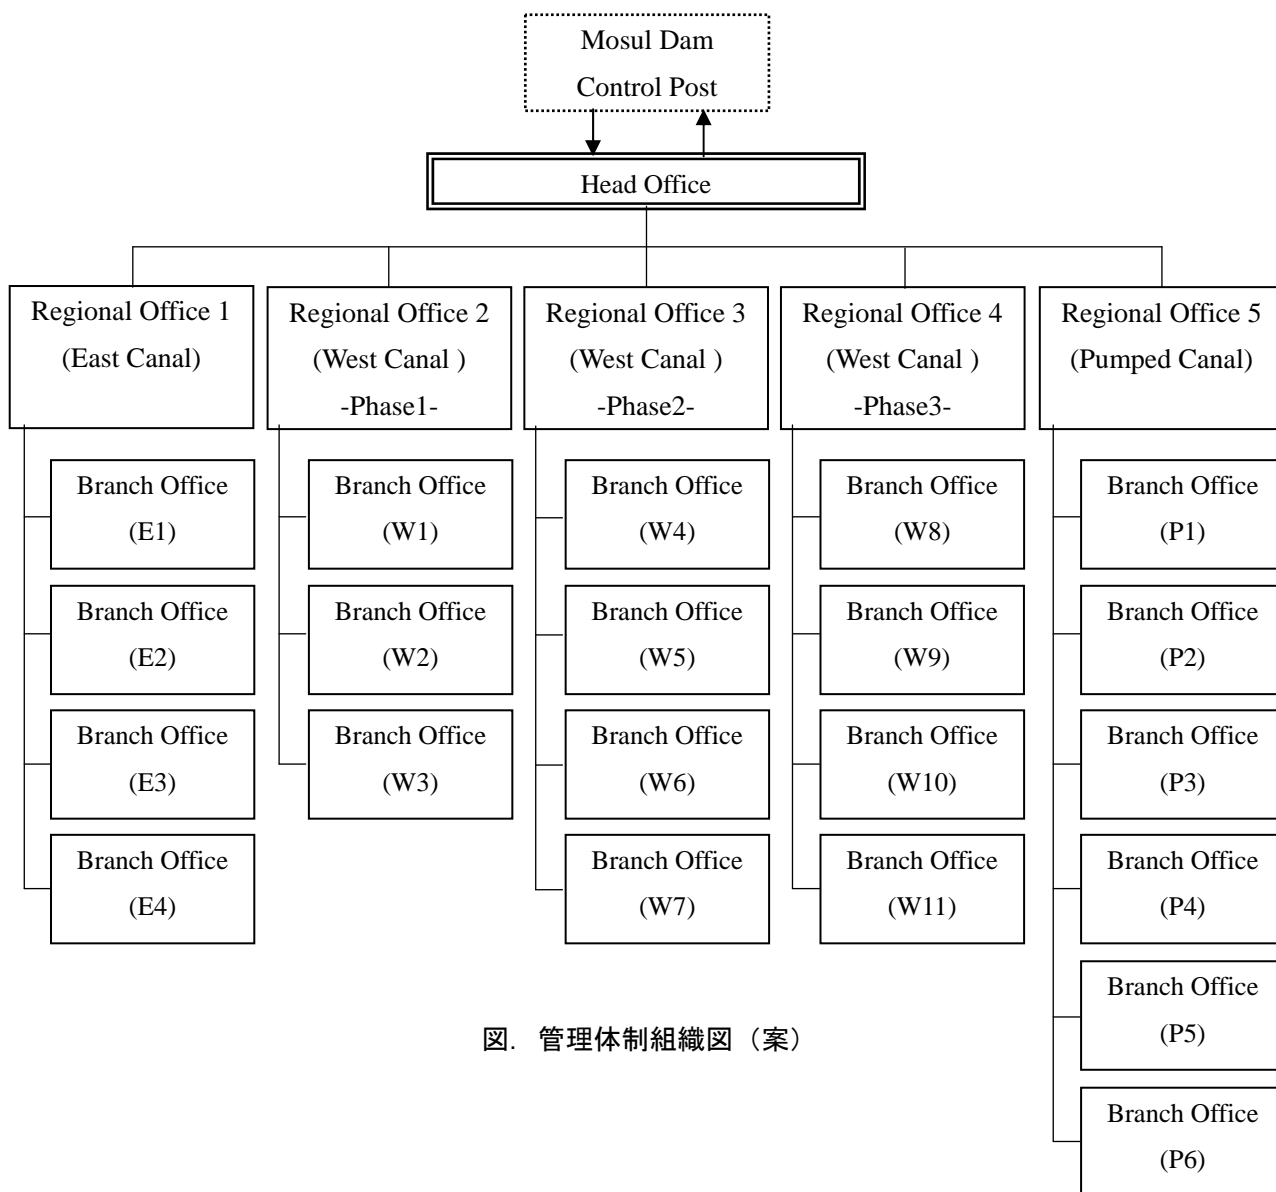 Mosul Dam
Control Post
Head Office
Regional Office 1
(East Canal)
Regional Office 2
(West Canal )
-Phase1-
Regional Office 3
(West Canal )
-Phase2-
Regional Office 4
(West Canal )
-Phase3-
Regional Office 5
(Pumped Canal)
Branch Office
(E1)
Branch Office
(E2)
Branch Office
(E3)
Branch Office
(E4)
Branch Office
(W1)
Branch Office
(W2)
Branch Office
(W3)
Branch Office
(W4)
Branch Office
(W5)
Branch Office
(W6)
Branch Office
(W7)
Branch Office
(W8)
Branch Office
(W9)
Branch Office
(W10)
Branch Office
(W11)
Branch Office
(P1)
Branch Office
(P2)
Branch Office
(P3)
Branch Office
(P4)
Branch Office
(P5)
Branch Office
(P6)
図. 管理体制組織図（案）